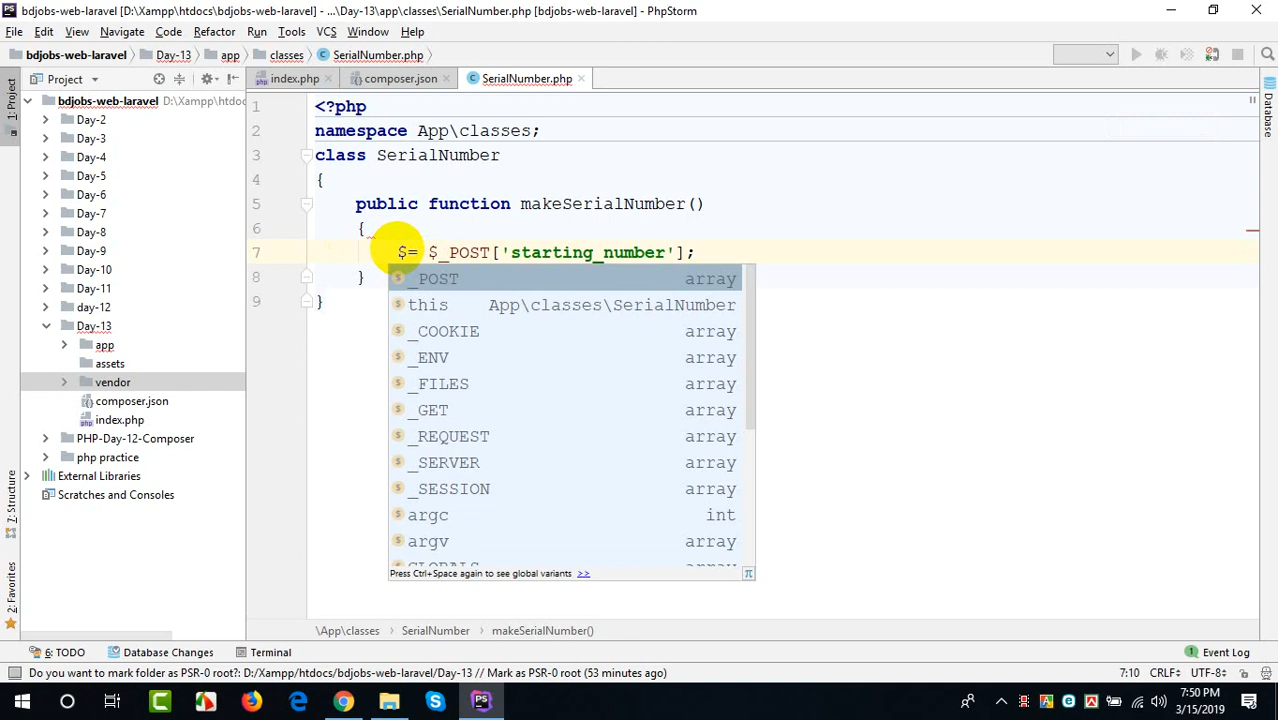 bdjobs-web-laravel [D:\Xampp\htdocs\bdjobs-web-laravel] - ...\Day-13\app\classes\SerialNumber.php [bdjobs-web-laravel] - PhpStorm
File Edit View Navigate Code Refactor Run Tools VCS Window Help
bdjobs-web-laravel Day-13 app classes SerialNumber.php
Project index.php composer.json SerialNumber.php
1: Project
Database
bdjobs-web-laravel D:\Xampp\htdoc
Day-2
Day-3
Day-4
Day-5
Day-6
Day-7
Day-8
Day-9
Day-10
Day-11
day-12
Day-13
app
assets
vendor
composer.json
index.php
PHP-Day-12-Composer
php practice
External Libraries
Scratches and Consoles
7: Structure
2: Favorites
1 <?php
2 namespace App\classes;
3 class SerialNumber
4 {
5 public function makeSerialNumber()
6 {
7 $= $_POST['starting_number'];
8 }
9 }
_POST array
this App\classes\SerialNumber
_COOKIE array
_ENV array
_FILES array
_GET array
_REQUEST array
_SERVER array
_SESSION array
argc int
argv array
GLOBALS array
Press Ctrl+Space again to see global variants >> π
\App\classes SerialNumber makeSerialNumber()
6: TODO Database Changes Terminal Event Log
Do you want to mark folder as PSR-0 root?: D:/Xampp/htdocs/bdjobs-web-laravel/Day-13 // Mark as PSR-0 root (53 minutes ago) 7:10 CRLF÷ UTF-8÷
7:50 PM
3/15/2019